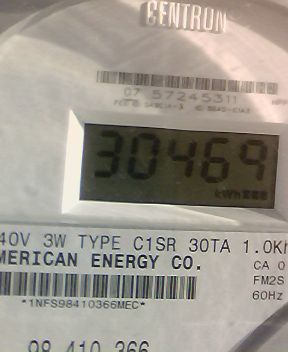 CENTRON
07 57245311
30469
kWh
40V 3W TYPE C1SR 30TA 1.0Kh
MERICAN ENERGY CO.
CA 0
FM2S
*1NFS98410366MEC*
60Hz
98 410 366